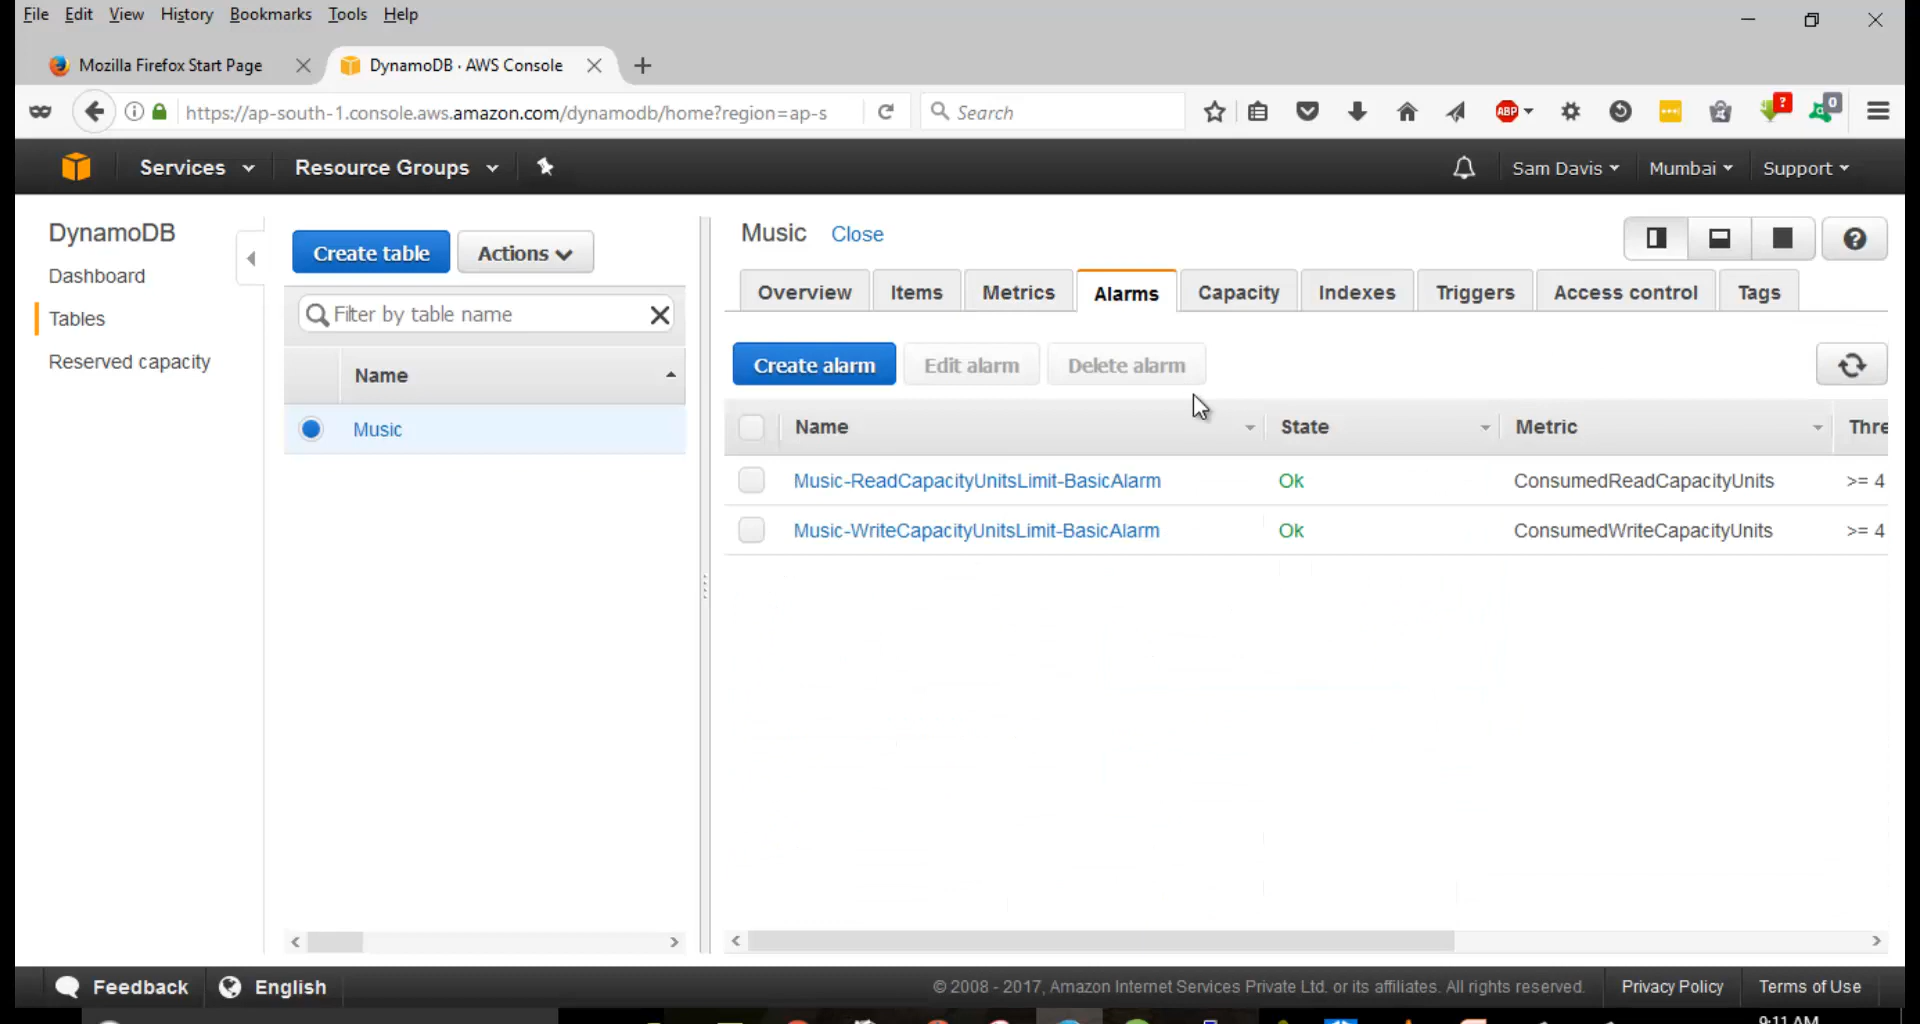 File Edit View History Bookmarks Tools Help
Mozilla Firefox Start Page
DynamoDB · AWS Console
https://ap-south-1.console.aws.amazon.com/dynamodb/home?region=ap-s
Search
ABP
?
0
Services
Resource Groups
Sam Davis
Mumbai
Support
DynamoDB
Dashboard
Tables
Reserved capacity
Create table
Actions
Filter by table name
Name
Music
Music Close
Overview Items Metrics Alarms Capacity Indexes Triggers Access control Tags
Create alarm Edit alarm Delete alarm
Name State Metric Thre
Music-ReadCapacityUnitsLimit-BasicAlarm Ok ConsumedReadCapacityUnits >= 4
Music-WriteCapacityUnitsLimit-BasicAlarm Ok ConsumedWriteCapacityUnits >= 4
Feedback English © 2008 - 2017, Amazon Internet Services Private Ltd. or its affiliates. All rights reserved. Privacy Policy Terms of Use
9:11 AM